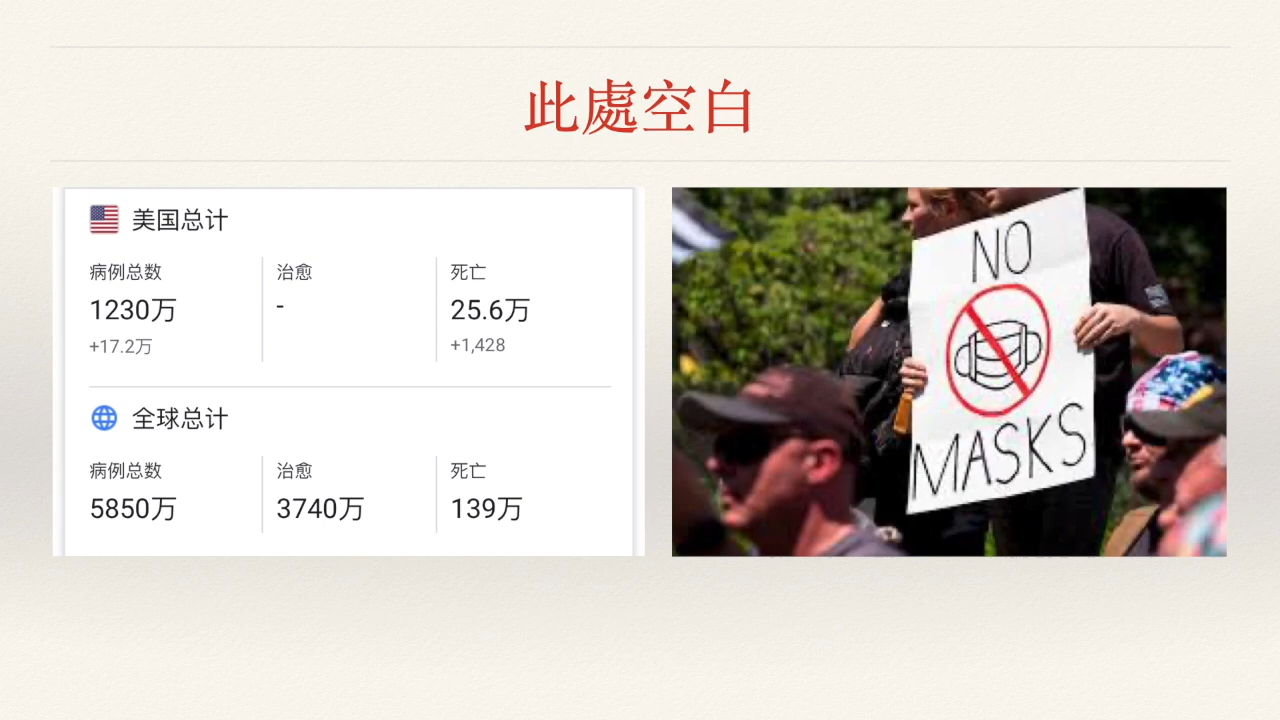 此處空白
美国总计
病例总数 治愈 死亡
1230万 - 25.6万
+17.2万 +1,428
全球总计
病例总数 治愈 死亡
5850万 3740万 139万
NO
MASKS